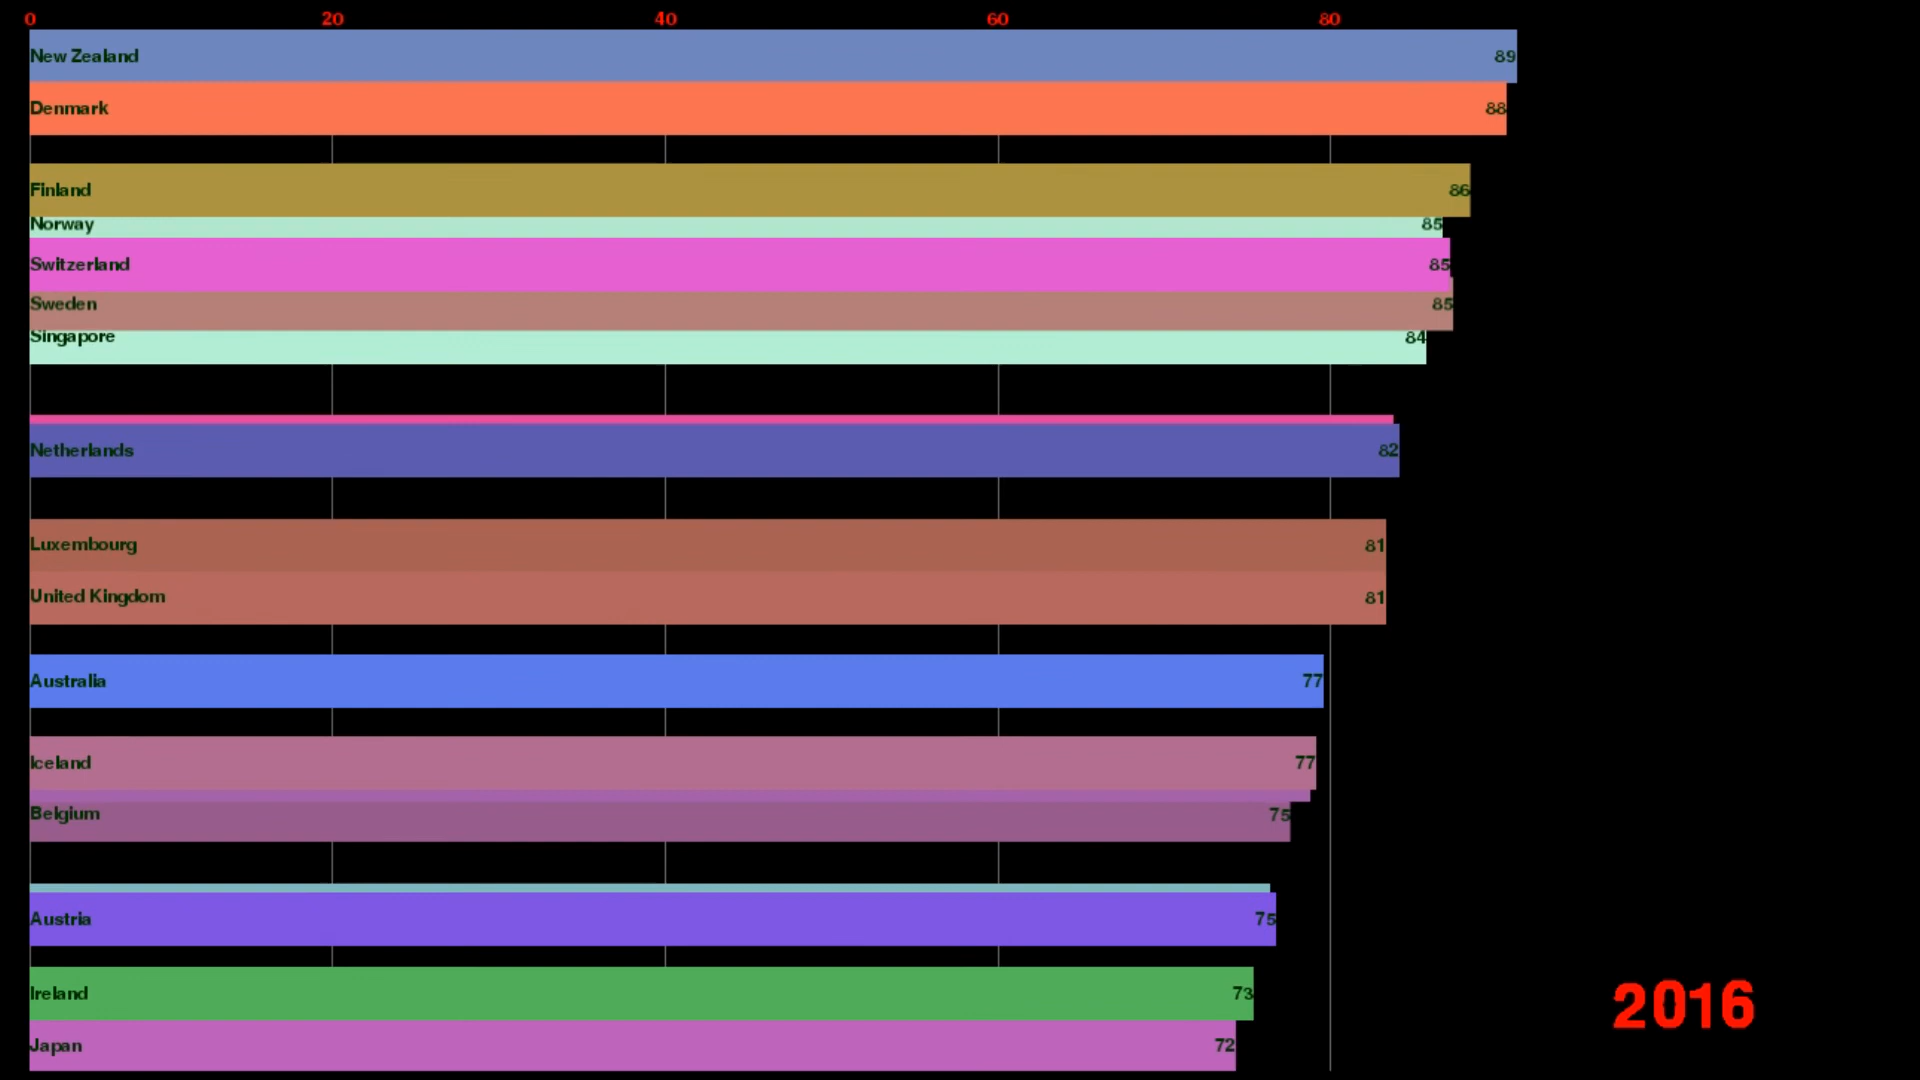 0 20 40 60 80
New Zealand 89
Denmark 88
Finland 86
Norway 85
Switzerland 85
Sweden 85
Singapore 84
Netherlands 82
Luxembourg 81
United Kingdom 81
Australia 77
Iceland 77
Belgium 75
Austria 75
Ireland 73
Japan 72
2016